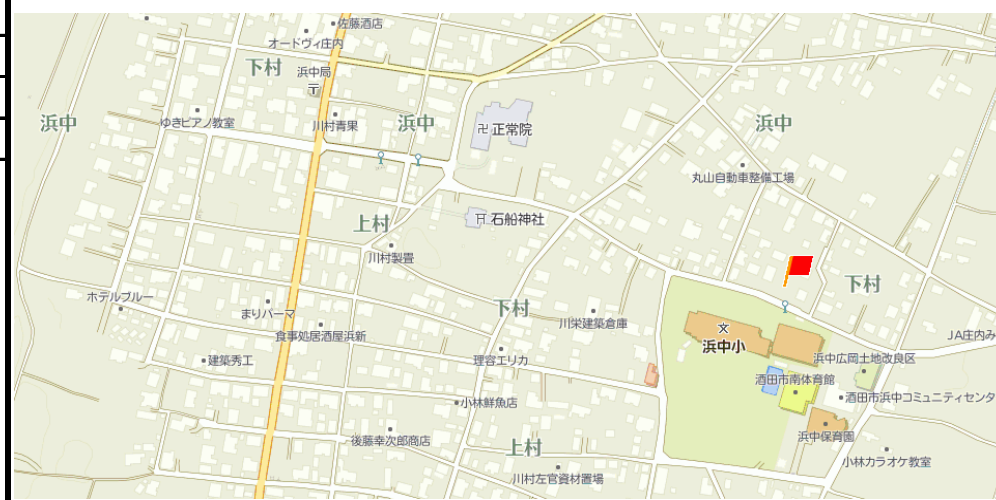 佐藤酒店
オードヴィ庄内
下村
浜中局
〒
浜中
ゆきピアノ教室
川村青果
浜中
卍 正常院
浜中
丸山自動車整備工場
上村
石船神社
川村製畳
ホテルブルー
まりパーマ
食事処居酒屋浜新
下村
川栄建築倉庫
下村
文
浜中小
JA庄内み
建築秀工
理容エリカ
浜中広岡土地改良区
酒田市南体育館
酒田市浜中コミュニティセンタ
小林鮮魚店
後藤幸次郎商店
上村
浜中保育園
小林カラオケ教室
川村左官資材置場